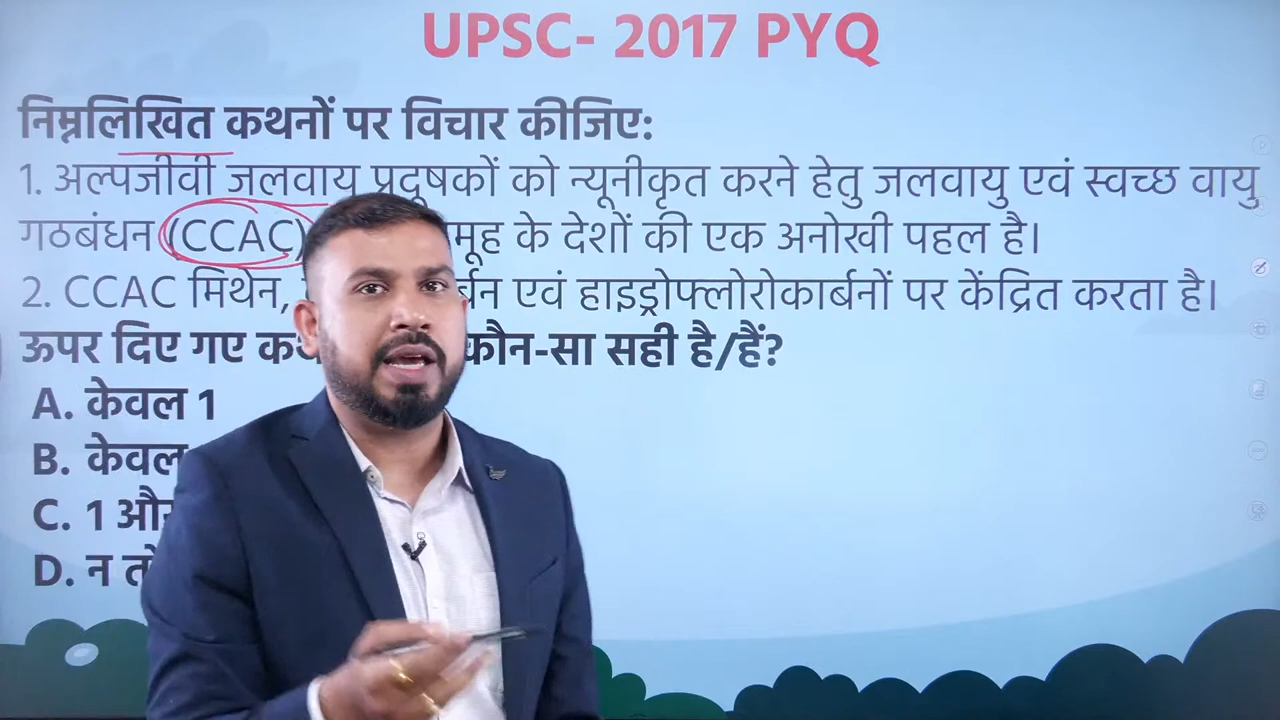 UPSC- 2017 PYQ
निम्नलिखित कथनों पर विचार कीजिए:
1. अल्पजीवी जलवायु प्रदूषकों को न्यूनीकृत करने हेतु जलवायु एवं स्वच्छ वायु
गठबंधन (CCAC) के देशों की एक अनोखी पहल है।
2. CCAC मिथेन, एवं हाइड्रोफ्लोरोकार्बनों पर केंद्रित करता है।
ऊपर दिए गए कौन-सा सही है/हैं?
A. केवल 1
B. केवल
C. 1
D. न